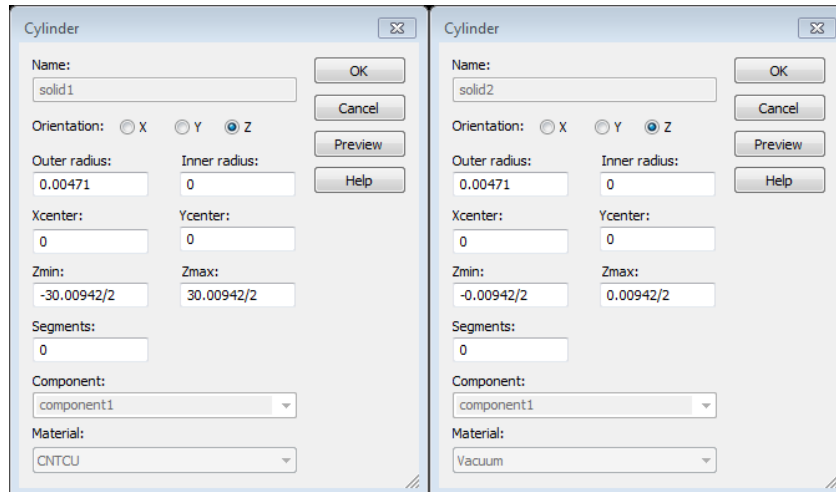 Cylinder
Name:
solid1
Orientation: X Y Z
Outer radius: Inner radius:
0.00471 0
Xcenter: Ycenter:
0 0
Zmin: Zmax:
-30.00942/2 30.00942/2
Segments:
0
Component:
component1
Material:
CNTCU
OK
Cancel
Preview
Help
Cylinder
Name:
solid2
Orientation: X Y Z
Outer radius: Inner radius:
0.00471 0
Xcenter: Ycenter:
0 0
Zmin: Zmax:
-0.00942/2 0.00942/2
Segments:
0
Component:
component1
Material:
Vacuum
OK
Cancel
Preview
Help